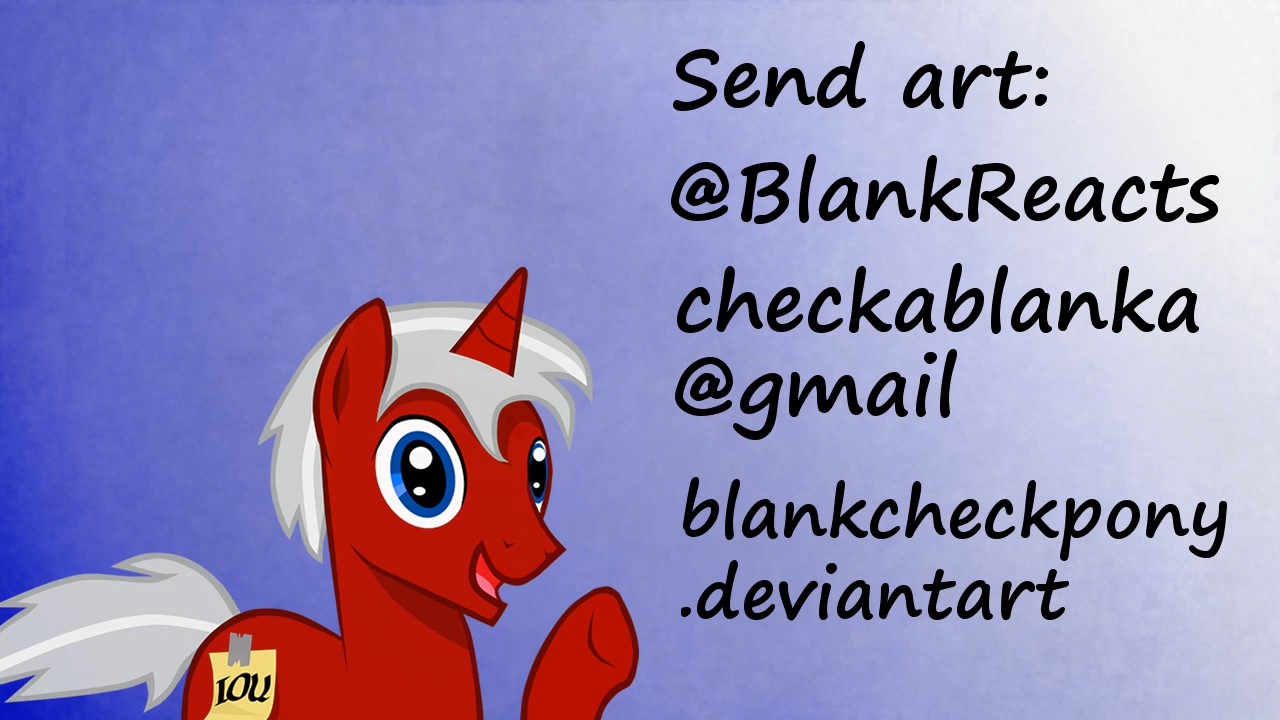 Send art:
@BlankReacts
checkablanka
@gmail
blankcheckpony
.deviantart
IOU